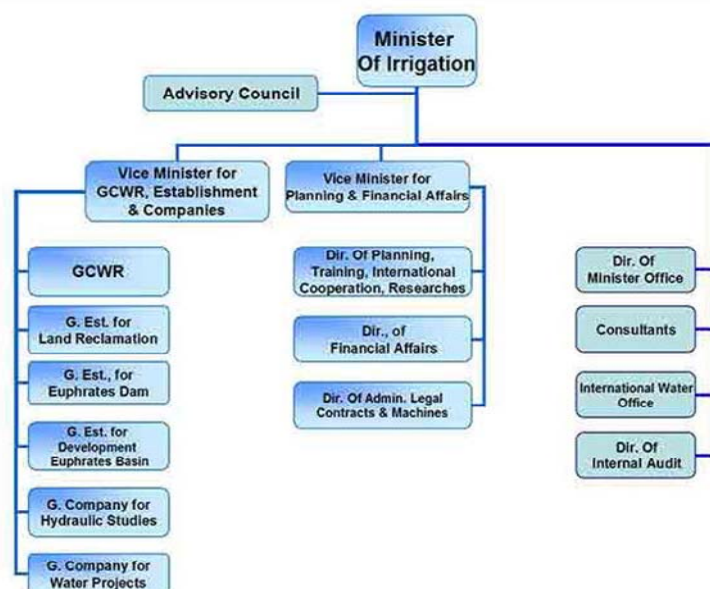 Minister
Of Irrigation
Advisory Council
Vice Minister for
GCWR, Establishment
& Companies
Vice Minister for
Planning & Financial Affairs
GCWR
G. Est. for
Land Reclamation
G. Est., for
Euphrates Dam
G. Est. for
Development
Euphrates Basin
G. Company for
Hydraulic Studies
G. Company for
Water Projects
Dir. Of Planning,
Training, International
Cooperation, Researches
Dir., of
Financial Affairs
Dir. Of Admin. Legal
Contracts & Machines
Dir. Of
Minister Office
Consultants
International Water
Office
Dir. Of
Internal Audit